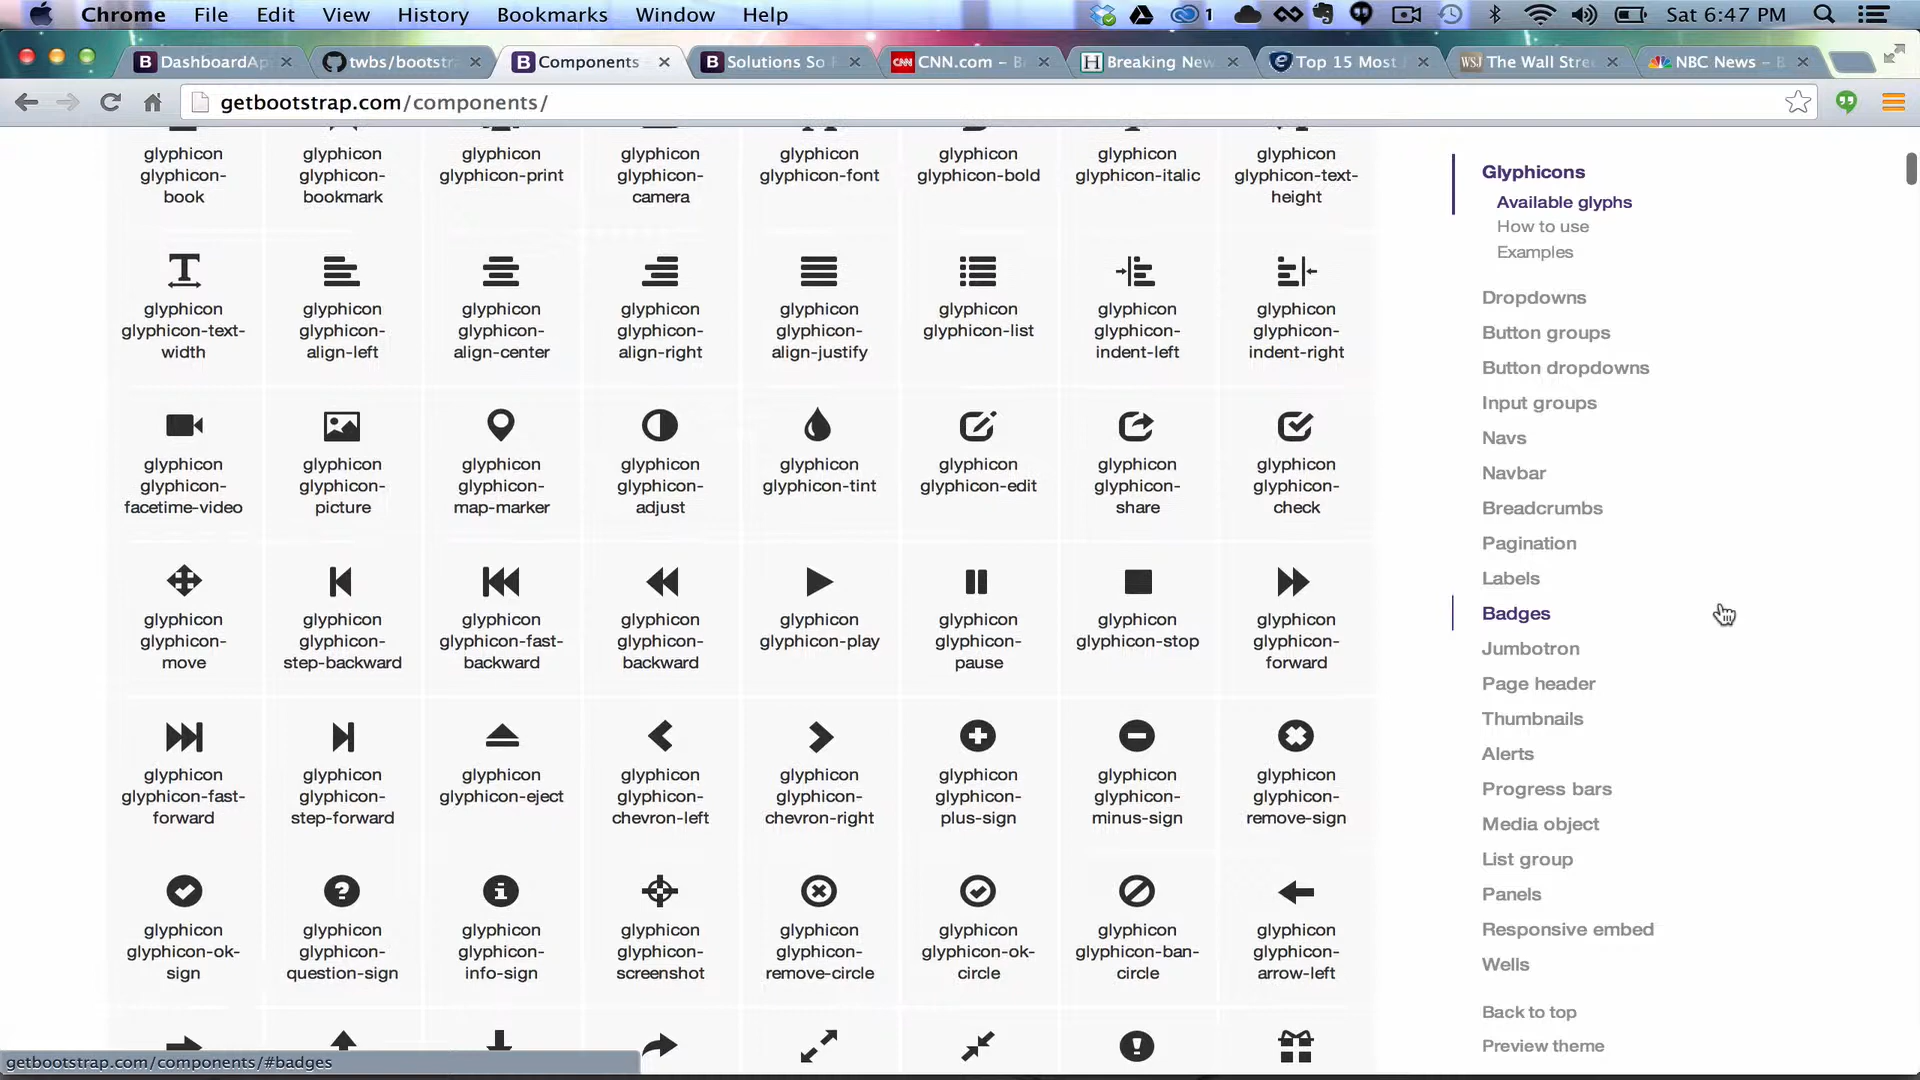 Chrome File Edit View History Bookmarks Window Help 1 Sat 6:47 PM
DashboardAp twbs/bootstr Components Solutions So CNN.com – B Breaking New Top 15 Most WSJ The Wall Stre NBC News – B
getbootstrap.com/components/
glyphicon glyphicon glyphicon glyphicon glyphicon glyphicon glyphicon glyphicon
glyphicon- glyphicon- glyphicon-print glyphicon- glyphicon-font glyphicon-bold glyphicon-italic glyphicon-text-
book bookmark camera height
glyphicon glyphicon glyphicon glyphicon glyphicon glyphicon glyphicon glyphicon
glyphicon-text- glyphicon- glyphicon- glyphicon- glyphicon- glyphicon-list glyphicon- glyphicon-
width align-left align-center align-right align-justify indent-left indent-right
glyphicon glyphicon glyphicon glyphicon glyphicon glyphicon glyphicon glyphicon
glyphicon- glyphicon- glyphicon- glyphicon- glyphicon-tint glyphicon-edit glyphicon- glyphicon-
facetime-video picture map-marker adjust share check
glyphicon glyphicon glyphicon glyphicon glyphicon glyphicon glyphicon glyphicon
glyphicon- glyphicon- glyphicon-fast- glyphicon- glyphicon-play glyphicon- glyphicon-stop glyphicon-
move step-backward backward backward pause forward
glyphicon glyphicon glyphicon glyphicon glyphicon glyphicon glyphicon glyphicon
glyphicon-fast- glyphicon- glyphicon-eject glyphicon- glyphicon- glyphicon- glyphicon- glyphicon-
forward step-forward chevron-left chevron-right plus-sign minus-sign remove-sign
glyphicon glyphicon glyphicon glyphicon glyphicon glyphicon glyphicon glyphicon
glyphicon-ok- glyphicon- glyphicon- glyphicon- glyphicon- glyphicon-ok- glyphicon-ban- glyphicon-
sign question-sign info-sign screenshot remove-circle circle circle arrow-left
Glyphicons
Available glyphs
How to use
Examples
Dropdowns
Button groups
Button dropdowns
Input groups
Navs
Navbar
Breadcrumbs
Pagination
Labels
Badges
Jumbotron
Page header
Thumbnails
Alerts
Progress bars
Media object
List group
Panels
Responsive embed
Wells
Back to top
Preview theme
getbootstrap.com/components/#badges